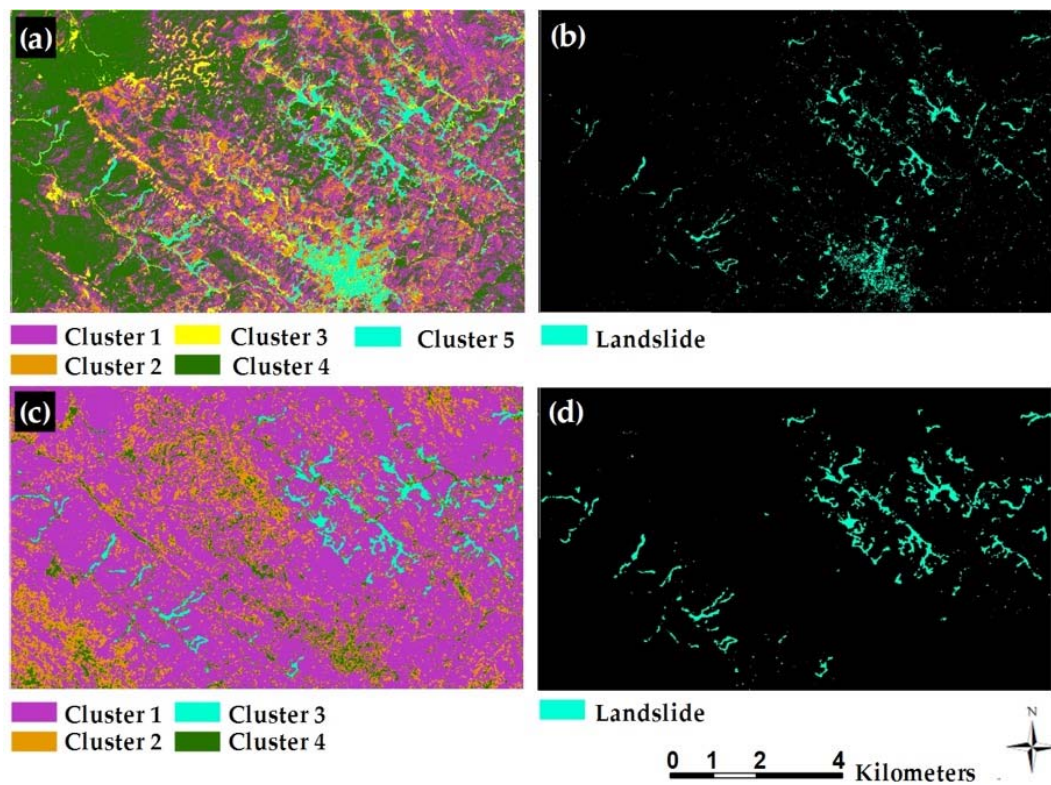 (a)
(b)
Cluster 1 Cluster 3 Cluster 5 Landslide
Cluster 2 Cluster 4
(c)
(d)
Cluster 1 Cluster 3 Landslide
Cluster 2 Cluster 4
N
0 1 2 4 Kilometers